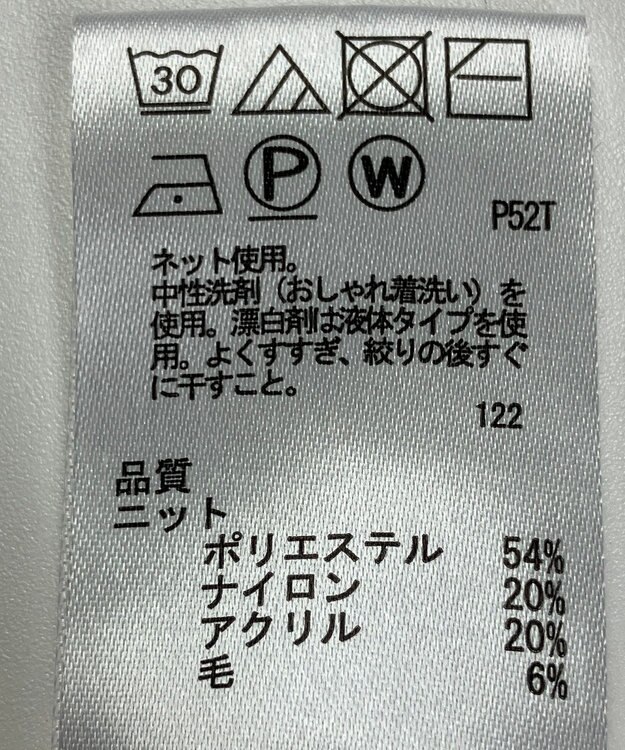 30
P W
P52T
ネット使用。
中性洗剤（おしゃれ着洗い）を
使用。漂白剤は液体タイプを使
用。よくすすぎ、絞りの後すぐ
に干すこと。
122
品質
ニット
ポリエステル 54%
ナイロン 20%
アクリル 20%
毛 6%